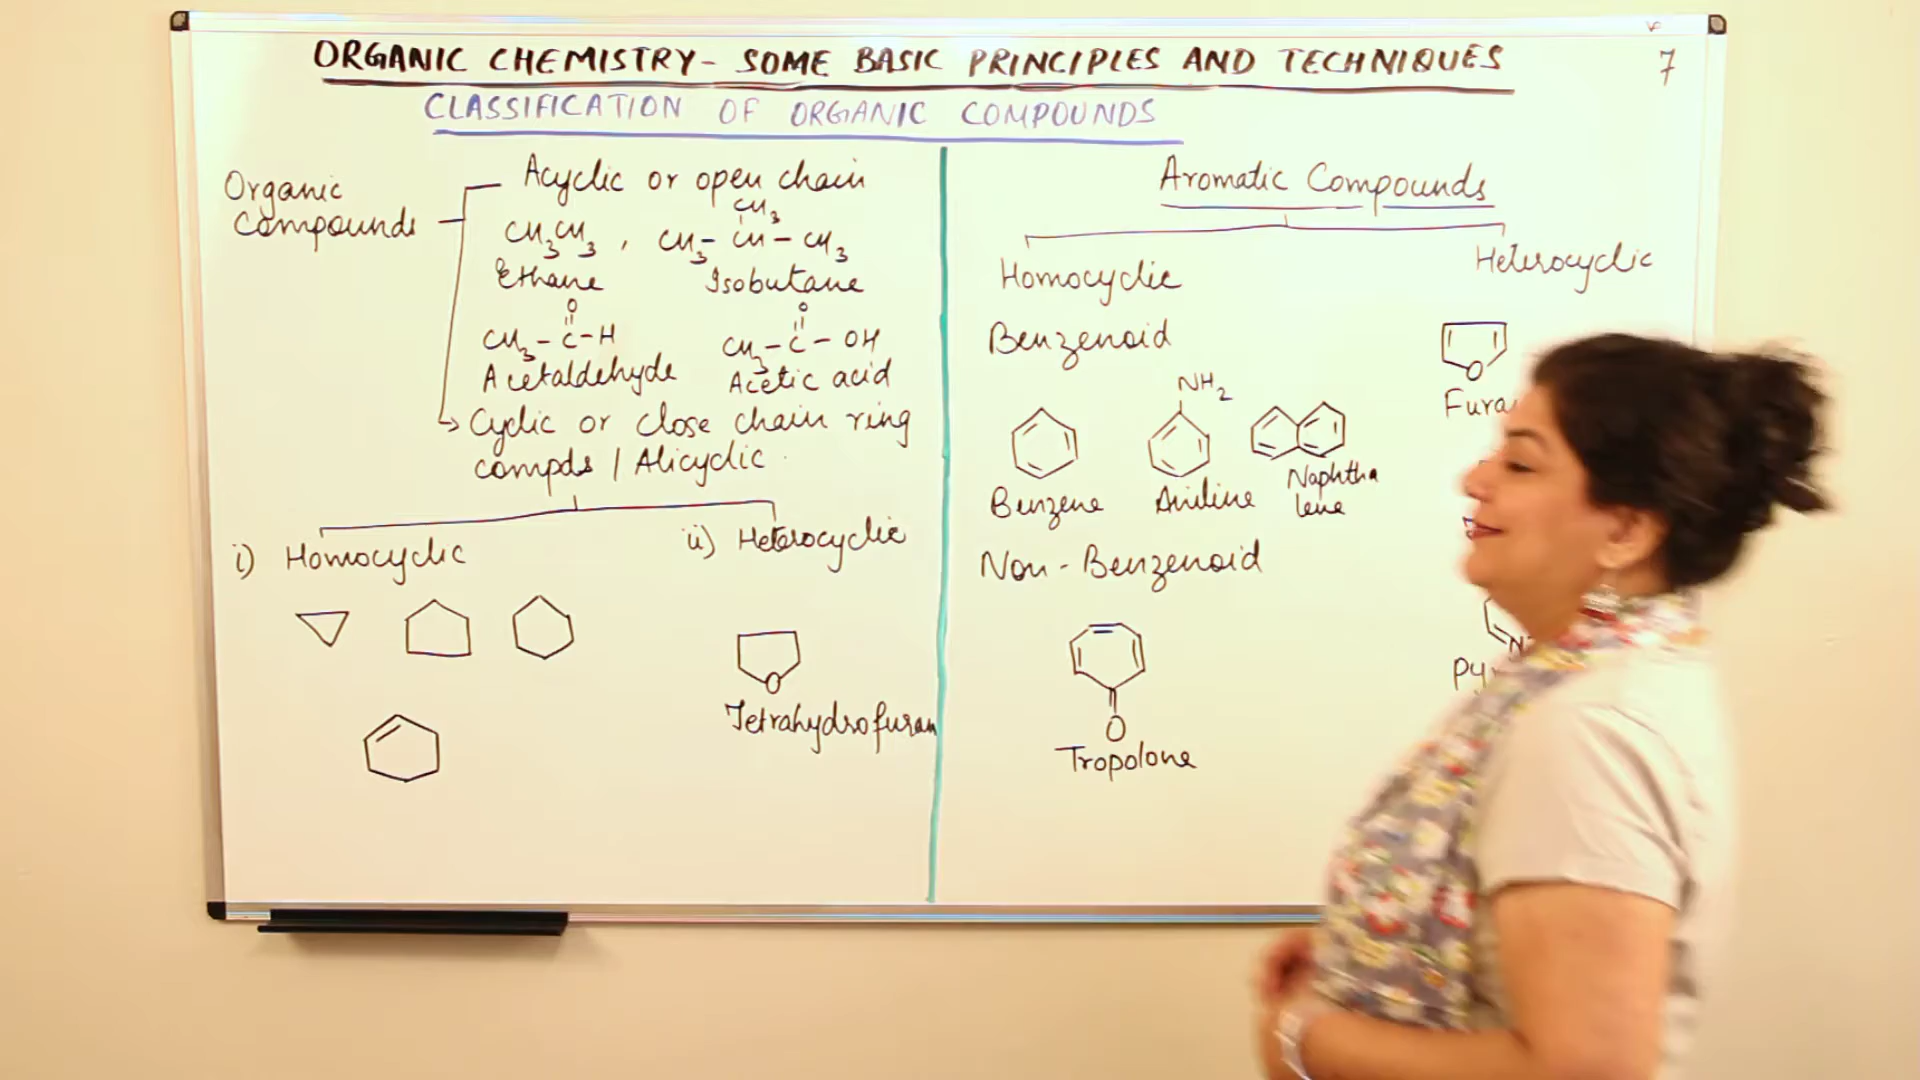 ORGANIC CHEMISTRY- SOME BASIC PRINCIPLES AND TECHNIQUES
7
CLASSIFICATION OF ORGANIC COMPOUNDS
Organic
Compounds
Acyclic or open chain
CH3
CH3CH3, CH3-CH-CH3
Ethane Isobutane
O O
CH3-C-H CH3-C-OH
Acetaldehyde Acetic acid
Cyclic or close chain ring
compds / Alicyclic
i) Homocyclic ii) Heterocyclic
O
Tetrahydrofuran
Aromatic Compounds
Homocyclic Heterocyclic
Benzenoid
O
NH2
Benzene Aniline Naphtha
lene
Non-Benzenoid
O
Tropolone